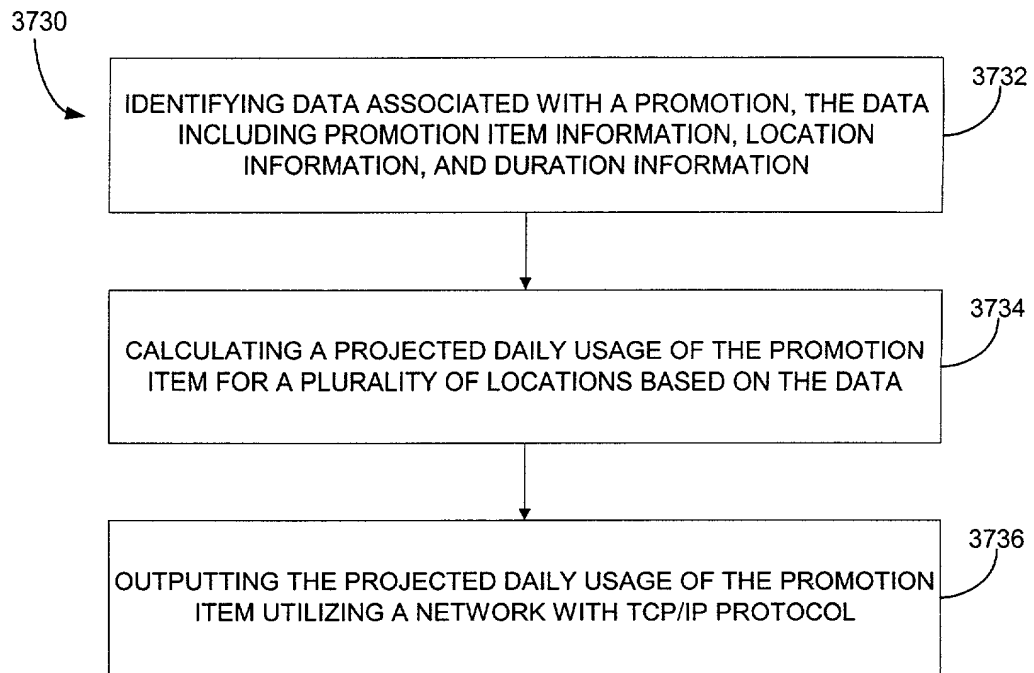 3730
3732
IDENTIFYING DATA ASSOCIATED WITH A PROMOTION, THE DATA
INCLUDING PROMOTION ITEM INFORMATION, LOCATION
INFORMATION, AND DURATION INFORMATION
3734
CALCULATING A PROJECTED DAILY USAGE OF THE PROMOTION
ITEM FOR A PLURALITY OF LOCATIONS BASED ON THE DATA
3736
OUTPUTTING THE PROJECTED DAILY USAGE OF THE PROMOTION
ITEM UTILIZING A NETWORK WITH TCP/IP PROTOCOL